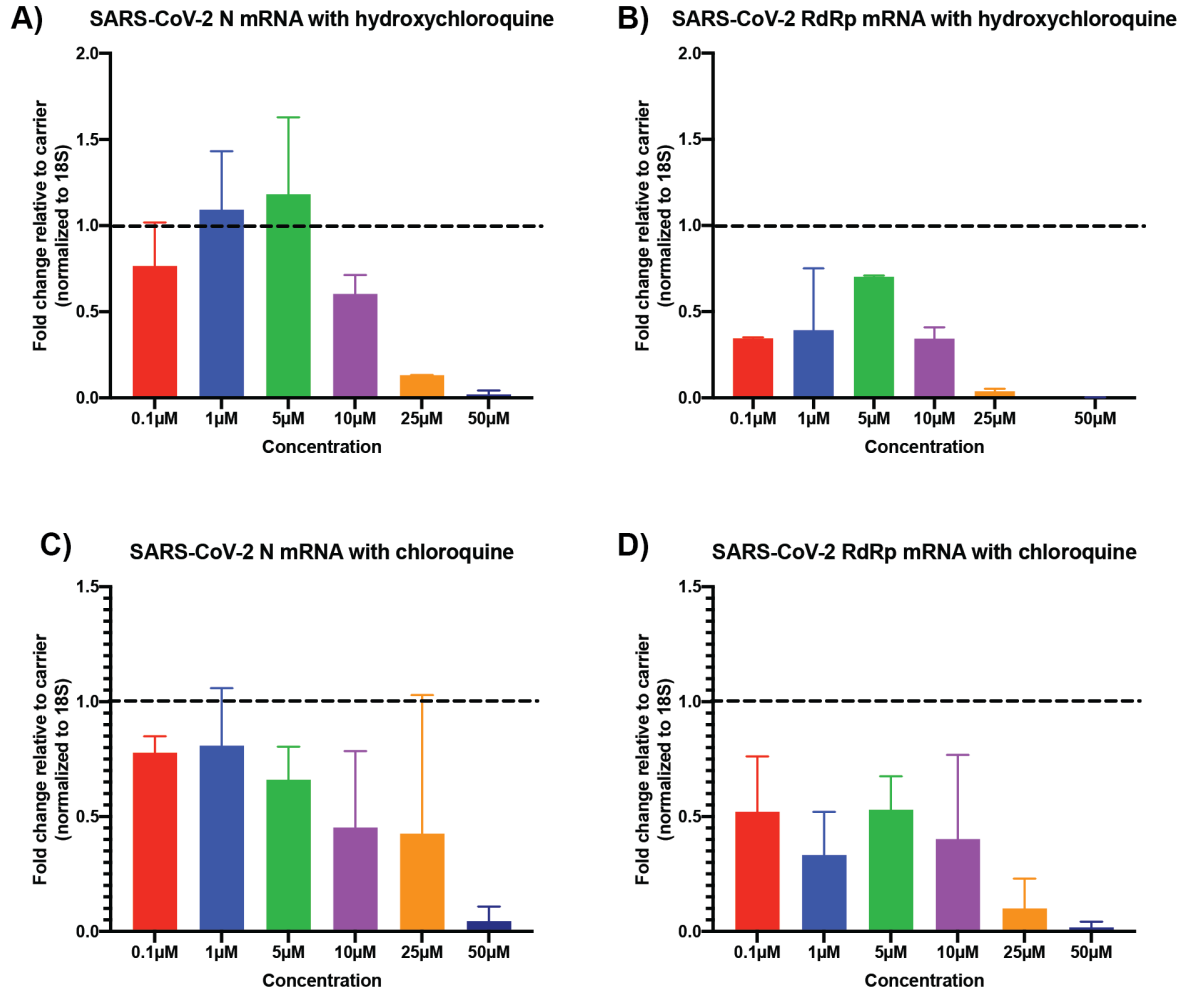 A)
SARS-CoV-2 N mRNA with hydroxychloroquine
Fold change relative to carrier
(normalized to 18S)
2.0
1.5
1.0
0.5
0.0
0.1µM 1µM 5µM 10µM 25µM 50µM
Concentration
B)
SARS-CoV-2 RdRp mRNA with hydroxychloroquine
Fold change relative to carrier
(normalized to 18S)
2.0
1.5
1.0
0.5
0.0
0.1µM 1µM 5µM 10µM 25µM 50µM
Concentration
C)
SARS-CoV-2 N mRNA with chloroquine
Fold change relative to carrier
(normalized to 18S)
1.5
1.0
0.5
0.0
0.1µM 1µM 5µM 10µM 25µM 50µM
Concentration
D)
SARS-CoV-2 RdRp mRNA with chloroquine
Fold change relative to carrier
(normalized to 18S)
1.5
1.0
0.5
0.0
0.1µM 1µM 5µM 10µM 25µM 50µM
Concentration